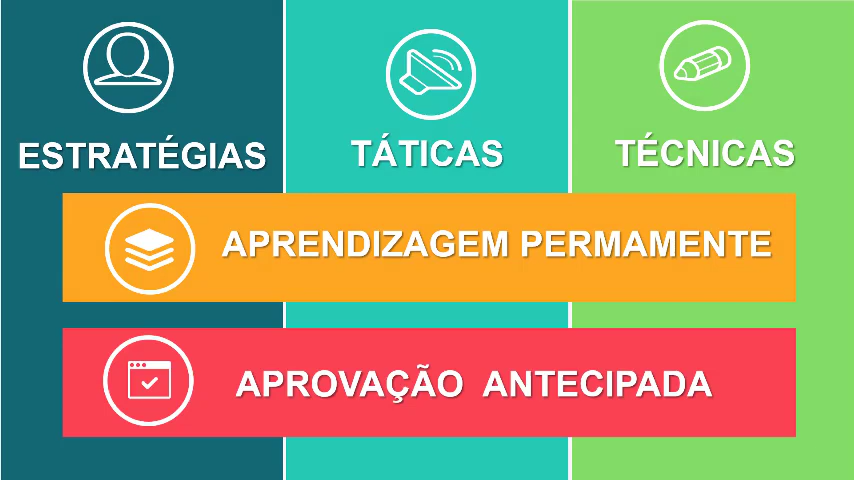 ESTRATÉGIAS
TÁTICAS
TÉCNICAS
APRENDIZAGEM PERMAMENTE
APROVAÇÃO ANTECIPADA